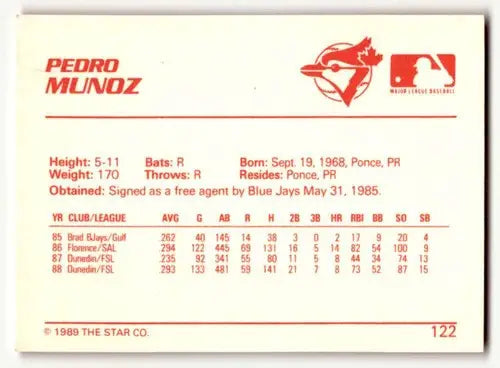 PEDRO
MUNOZ
MAJOR LEAGUE BASEBALL
Height: 5-11 Bats: R Born: Sept. 19, 1968, Ponce, PR
Weight: 170 Throws: R Resides: Ponce, PR
Obtained: Signed as a free agent by Blue Jays May 31, 1985.
YR CLUB/LEAGUE AVG G AB R H 2B 3B HR RBI BB SO SB
85 Brad BJays/Gulf .262 40 145 14 38 3 0 2 17 9 20 4
86 Florence/SAL .294 122 445 69 131 16 5 14 82 54 100 9
87 Dunedin/FSL .235 92 341 55 80 11 5 8 44 34 74 13
88 Dunedin/FSL .293 133 481 59 141 21 7 8 73 52 87 15
© 1989 THE STAR CO. 122